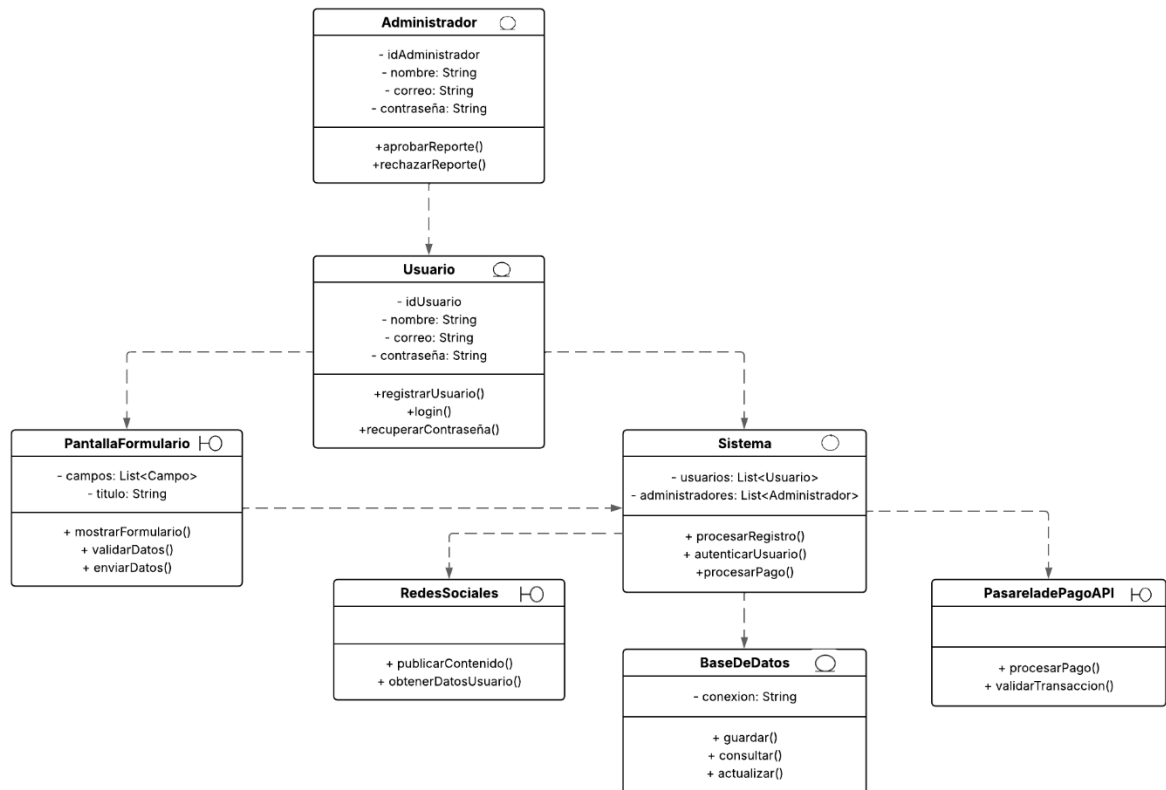 Administrador
- idAdministrador
- nombre: String
- correo: String
- contraseña: String
+aprobarReporte()
+rechazarReporte()
Usuario
- idUsuario
- nombre: String
- correo: String
- contraseña: String
+registrarUsuario()
+login()
+recuperarContraseña()
PantallaFormulario
- campos: List<Campo>
- titulo: String
+ mostrarFormulario()
+ validarDatos()
+ enviarDatos()
Sistema
- usuarios: List<Usuario>
- administradores: List<Administrador>
+ procesarRegistro()
+ autenticarUsuario()
+procesarPago()
RedesSociales
+ publicarContenido()
+ obtenerDatosUsuario()
BaseDeDatos
- conexion: String
+ guardar()
+ consultar()
+ actualizar()
PasareladePagoAPI
+ procesarPago()
+ validarTransaccion()